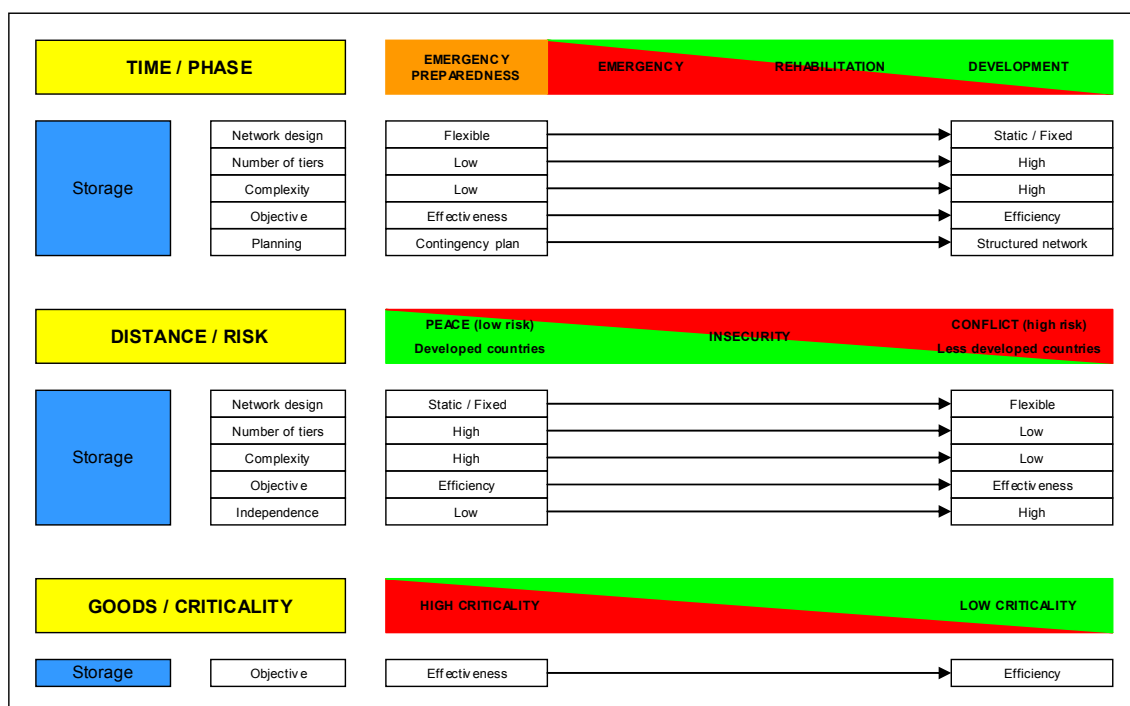 TIME / PHASE
EMERGENCY
PREPAREDNESS
EMERGENCY
REHABILITATION
DEVELOPMENT
Storage
Network design
Flexible
Static / Fixed
Number of tiers
Low
High
Complexity
Low
High
Objective
Effectiveness
Efficiency
Planning
Contingency plan
Structured network
DISTANCE / RISK
PEACE (low risk)
Developed countries
INSECURITY
CONFLICT (high risk)
Less developed countries
Storage
Network design
Static / Fixed
Flexible
Number of tiers
High
Low
Complexity
High
Low
Objective
Efficiency
Effectiveness
Independence
Low
High
GOODS / CRITICALITY
HIGH CRITICALITY
LOW CRITICALITY
Storage
Objective
Effectiveness
Efficiency